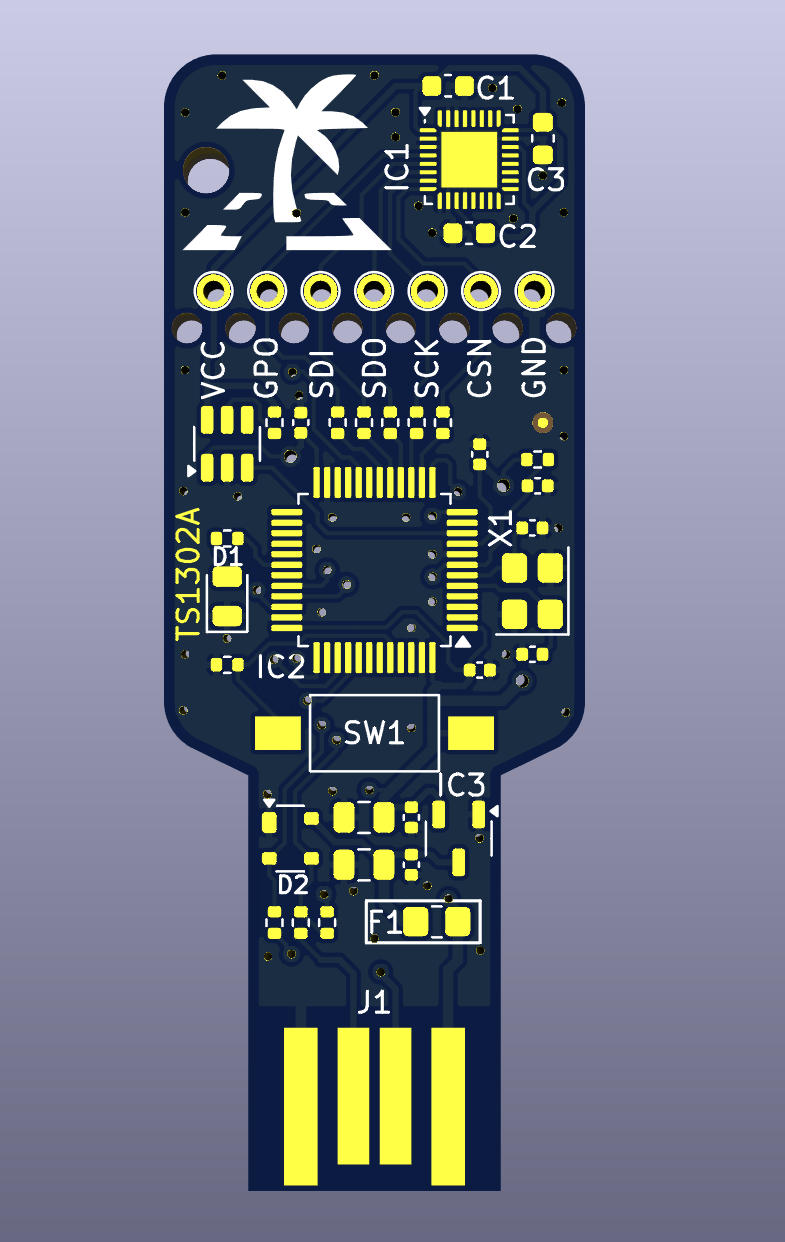 C1
IC1
C3
C2
VCC
GPO
SDI
SDO
SCK
CSN
GND
TS1302A
X1
D1
IC2
SW1
IC3
D2
F1
J1